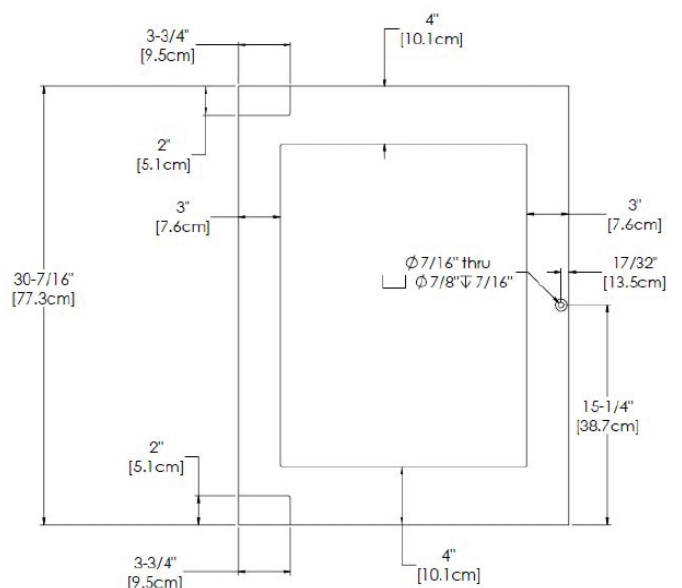 4"
[10.1cm]
3-3/4"
[9.5cm]
2"
[5.1cm]
3"
[7.6cm]
3"
[7.6cm]
Ø 7/16" thru
⌴ Ø 7/8" ↧ 7/16"
17/32"
[13.5cm]
30-7/16"
[77.3cm]
15-1/4"
[38.7cm]
2"
[5.1cm]
3-3/4"
[9.5cm]
4"
[10.1cm]